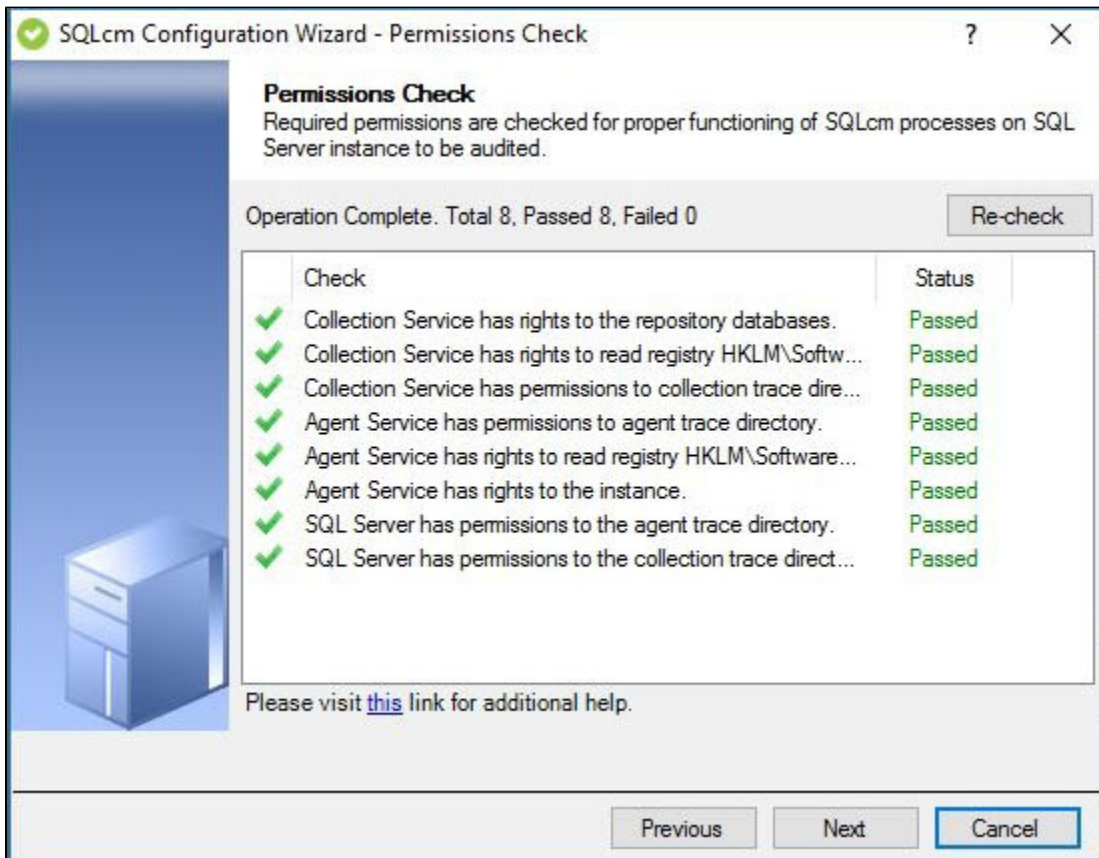 SQLcm Configuration Wizard - Permissions Check ? ×
Permissions Check
Required permissions are checked for proper functioning of SQLcm processes on SQL
Server instance to be audited.
Operation Complete. Total 8, Passed 8, Failed 0 Re-check
Check Status
Collection Service has rights to the repository databases. Passed
Collection Service has rights to read registry HKLM\Softw... Passed
Collection Service has permissions to collection trace dire... Passed
Agent Service has permissions to agent trace directory. Passed
Agent Service has rights to read registry HKLM\Software... Passed
Agent Service has rights to the instance. Passed
SQL Server has permissions to the agent trace directory. Passed
SQL Server has permissions to the collection trace direct... Passed
Please visit this link for additional help.
Previous Next Cancel